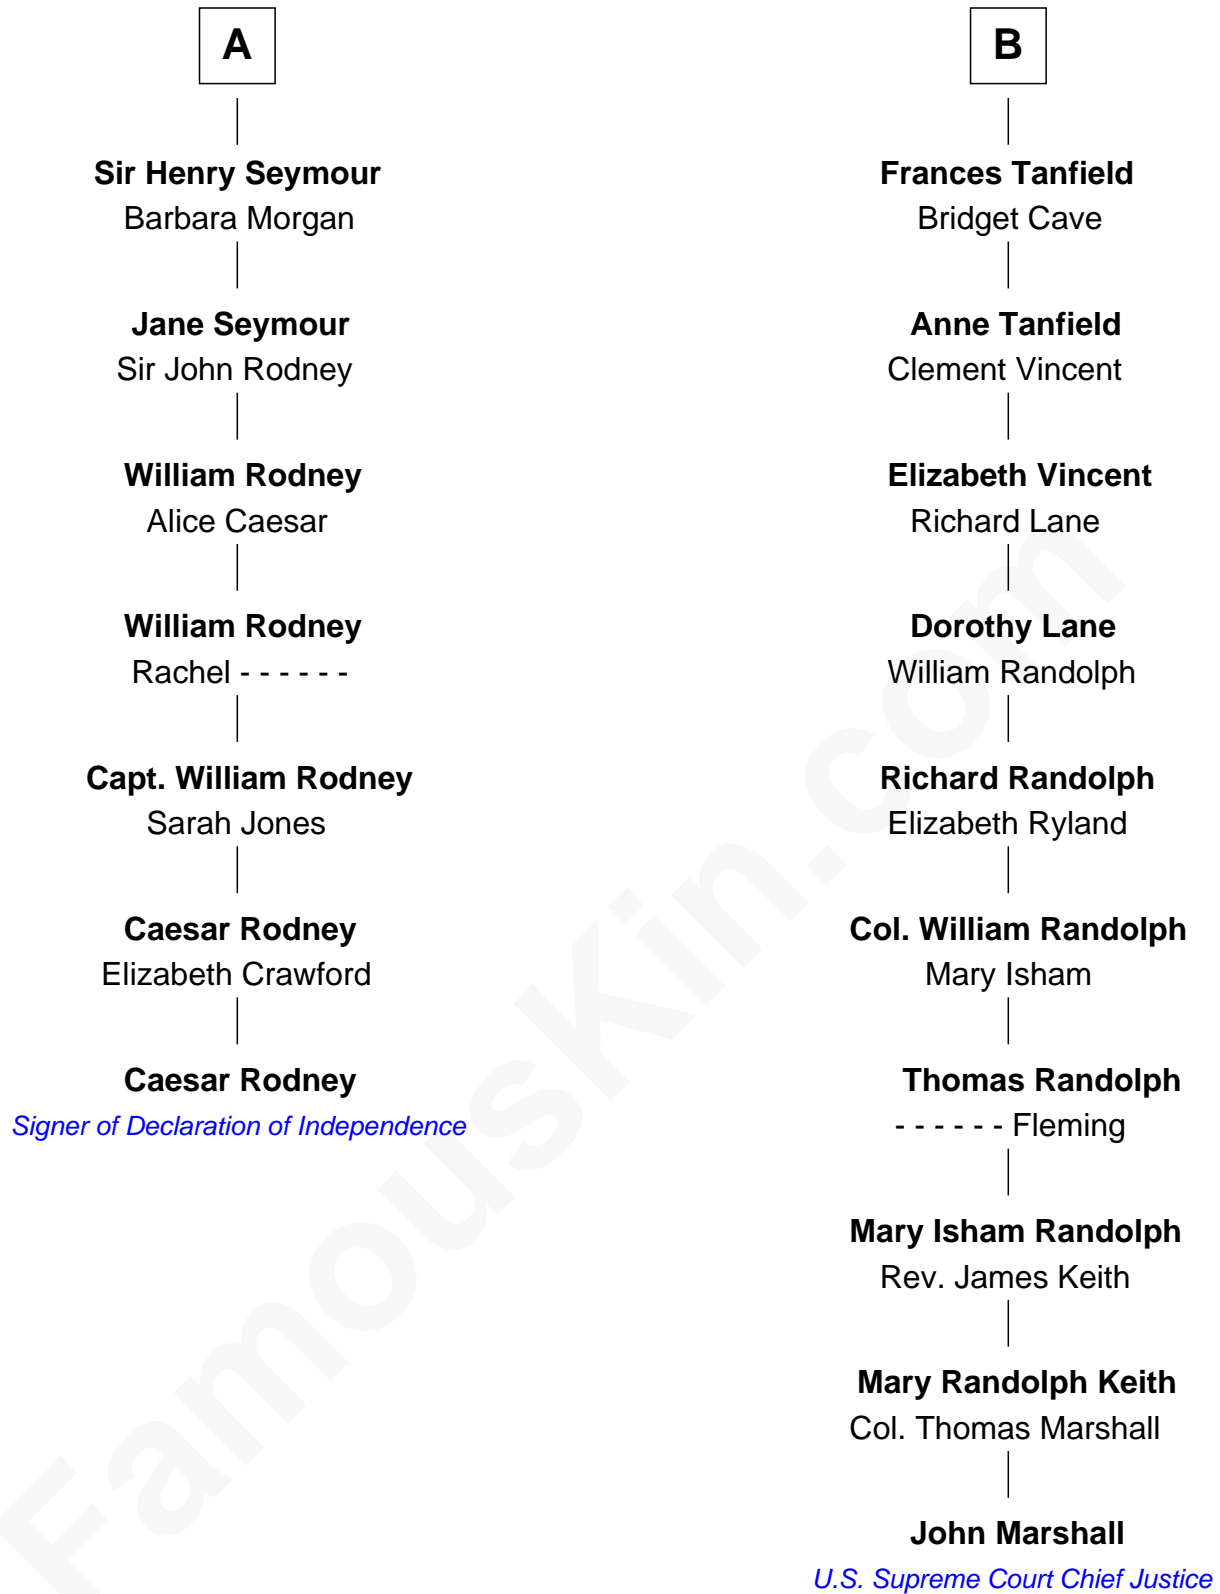 A
Sir Henry Seymour
Barbara Morgan
Jane Seymour
Sir John Rodney
William Rodney
Alice Caesar
William Rodney
Rachel - - - - - -
Capt. William Rodney
Sarah Jones
Caesar Rodney
Elizabeth Crawford
Caesar Rodney
Signer of Declaration of Independence
B
Frances Tanfield
Bridget Cave
Anne Tanfield
Clement Vincent
Elizabeth Vincent
Richard Lane
Dorothy Lane
William Randolph
Richard Randolph
Elizabeth Ryland
Col. William Randolph
Mary Isham
Thomas Randolph
- - - - - - Fleming
Mary Isham Randolph
Rev. James Keith
Mary Randolph Keith
Col. Thomas Marshall
John Marshall
U.S. Supreme Court Chief Justice
FamousKin.com